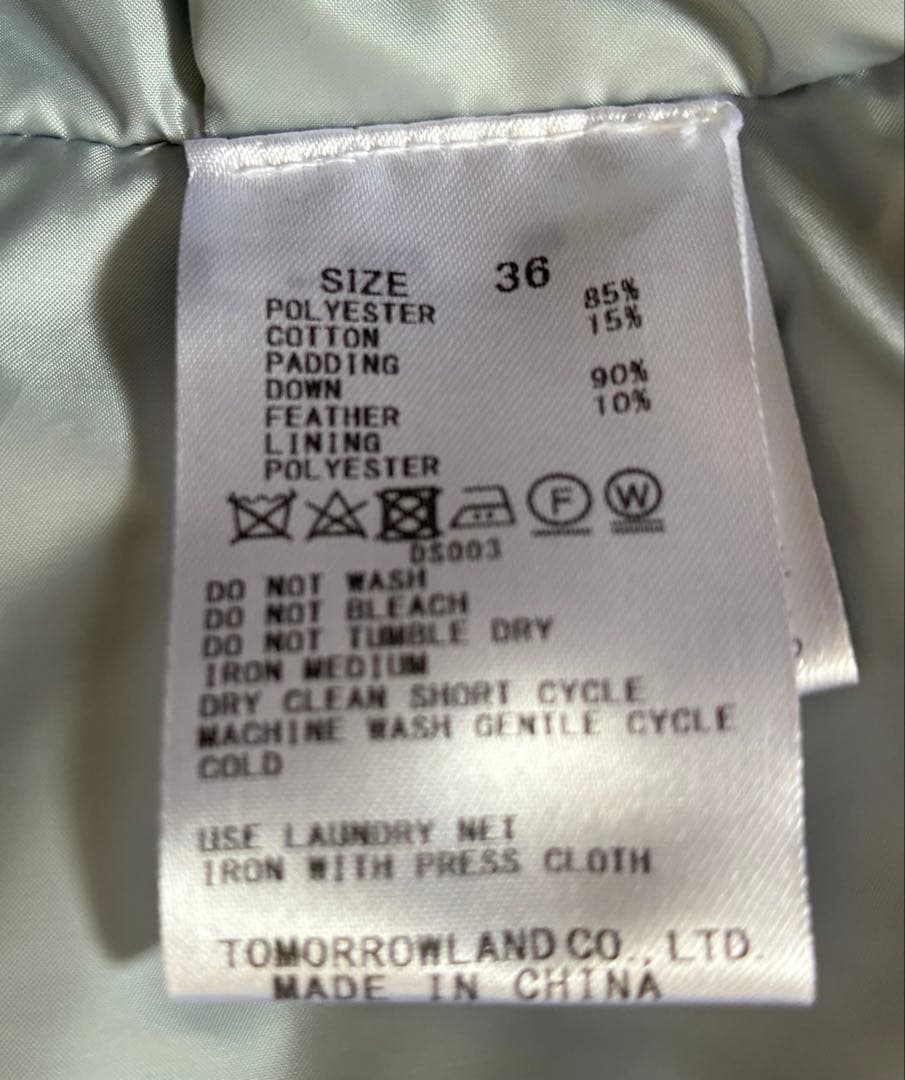 SIZE 36
POLYESTER 85%
COTTON 15%
PADDING
DOWN 90%
FEATHER 10%
LINING
POLYESTER
F W
DS003
DO NOT WASH
DO NOT BLEACH
DO NOT TUMBLE DRY
IRON MEDIUM
DRY CLEAN SHORT CYCLE
MACHINE WASH GENTLE CYCLE
COLD
USE LAUNDRY NET
IRON WITH PRESS CLOTH
TOMORROWLAND CO., LTD.
MADE IN CHINA